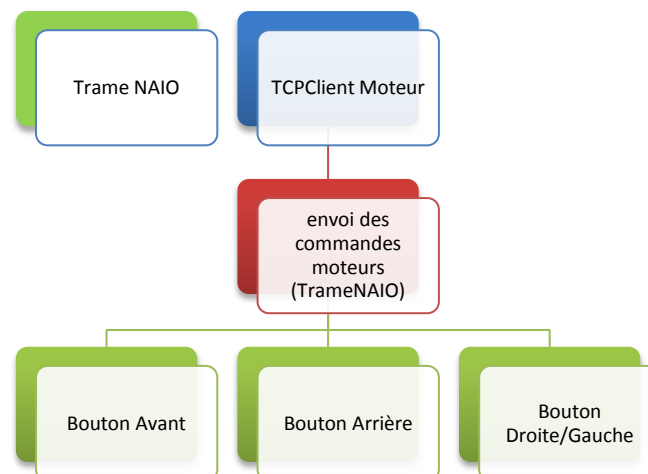 Trame NAIO
TCPClient Moteur
envoi des
commandes
moteurs
(TrameNAIO)
Bouton Avant
Bouton Arrière
Bouton
Droite/Gauche